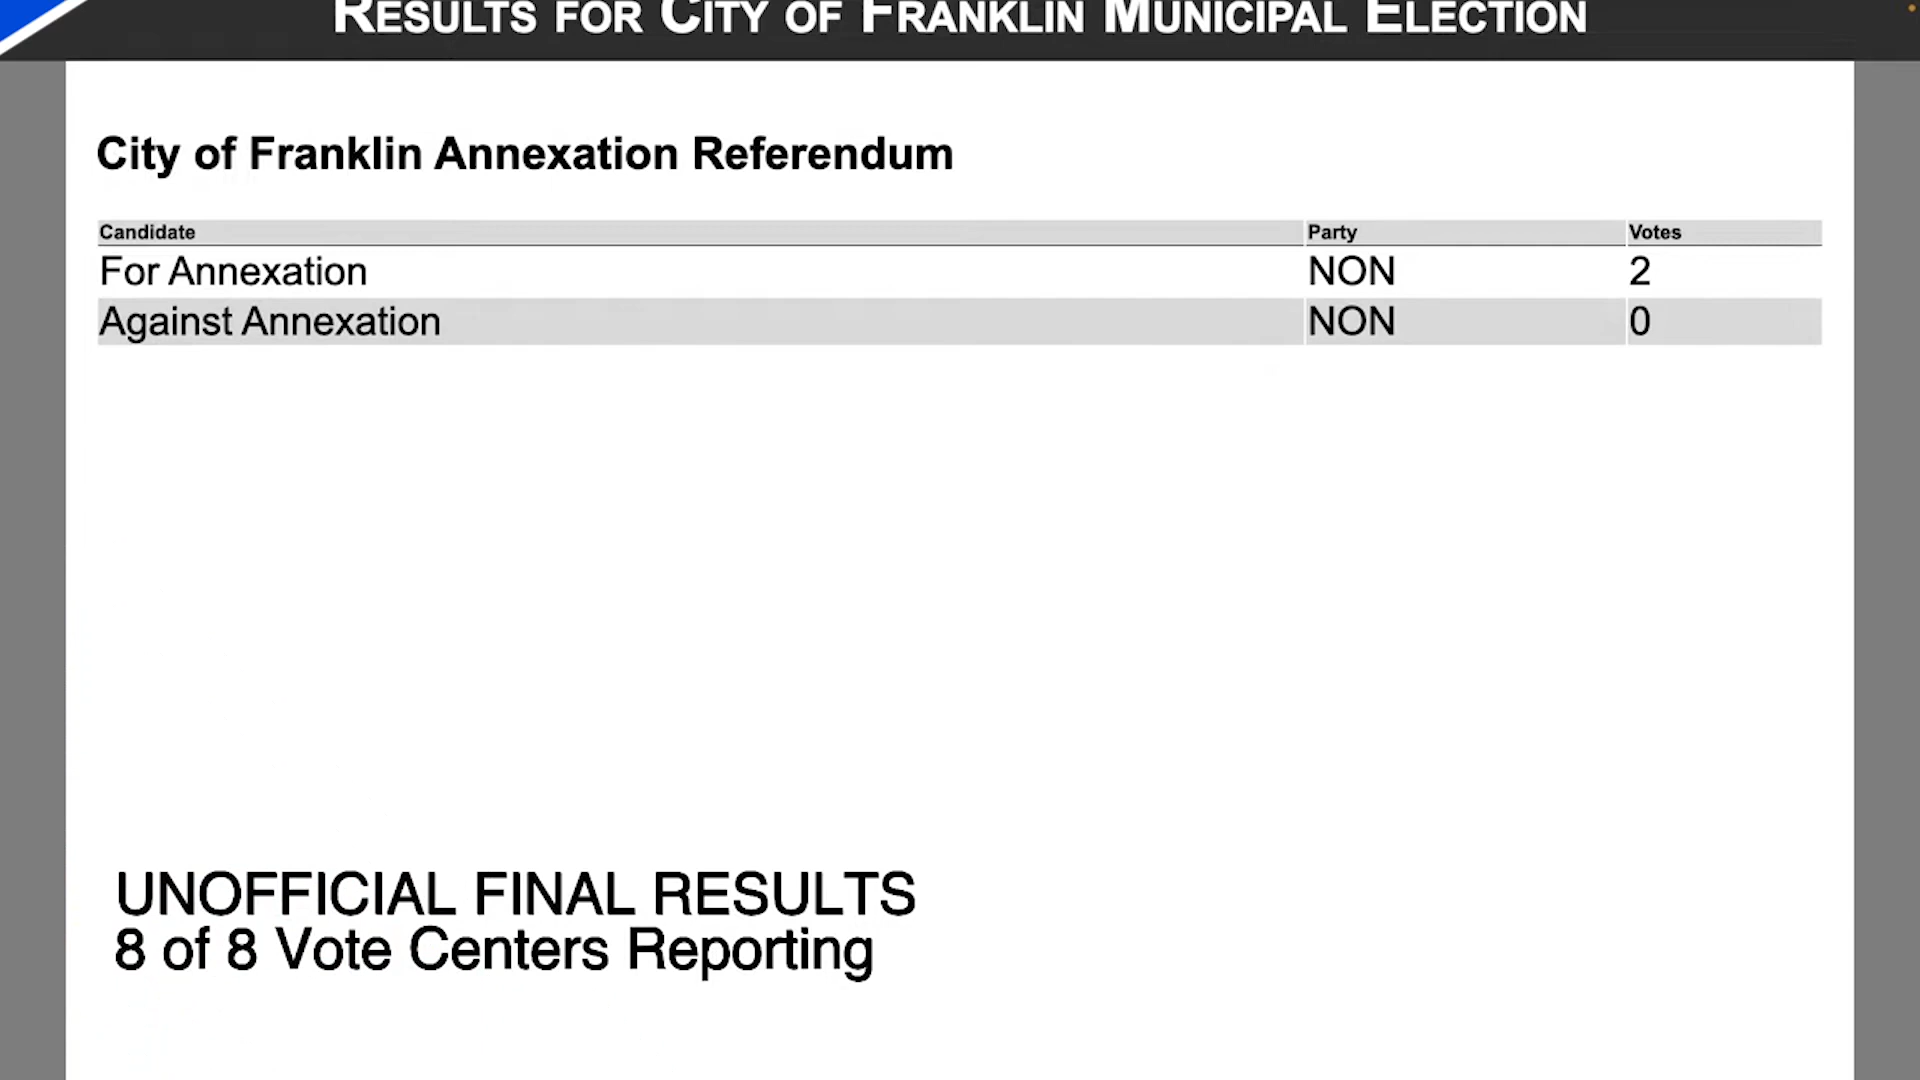 RESULTS FOR CITY OF FRANKLIN MUNICIPAL ELECTION
City of Franklin Annexation Referendum
Candidate Party Votes
For Annexation NON 2
Against Annexation NON 0
UNOFFICIAL FINAL RESULTS
8 of 8 Vote Centers Reporting